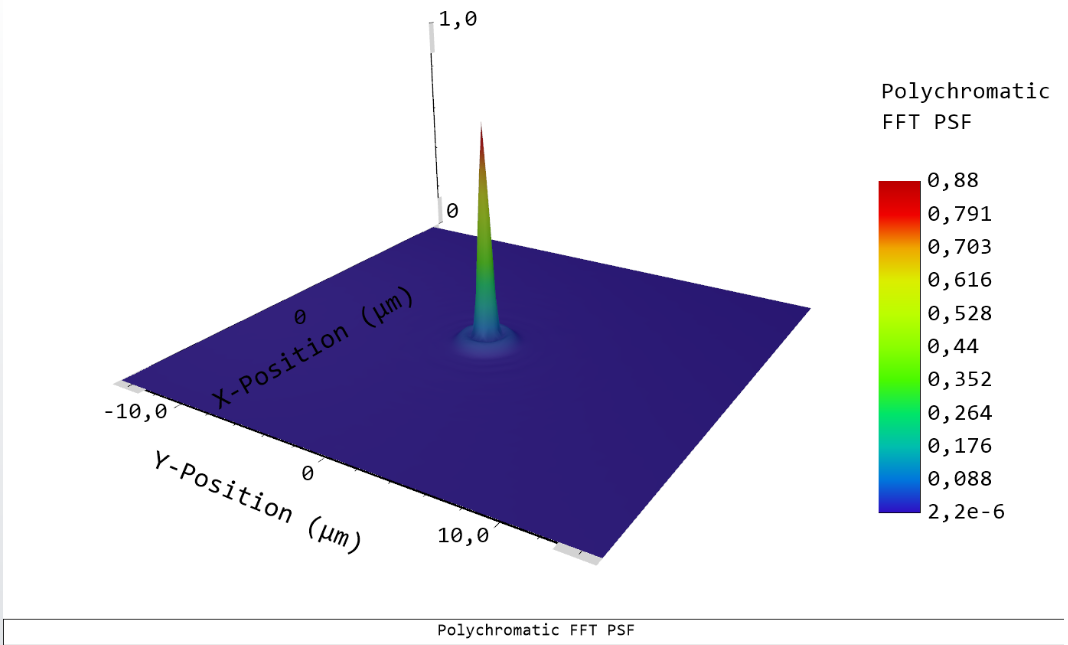 1,0
0
0
X-Position (µm)
-10,0
0
10,0
Y-Position (µm)
Polychromatic
FFT PSF
0,88
0,791
0,703
0,616
0,528
0,44
0,352
0,264
0,176
0,088
2,2e-6
Polychromatic FFT PSF